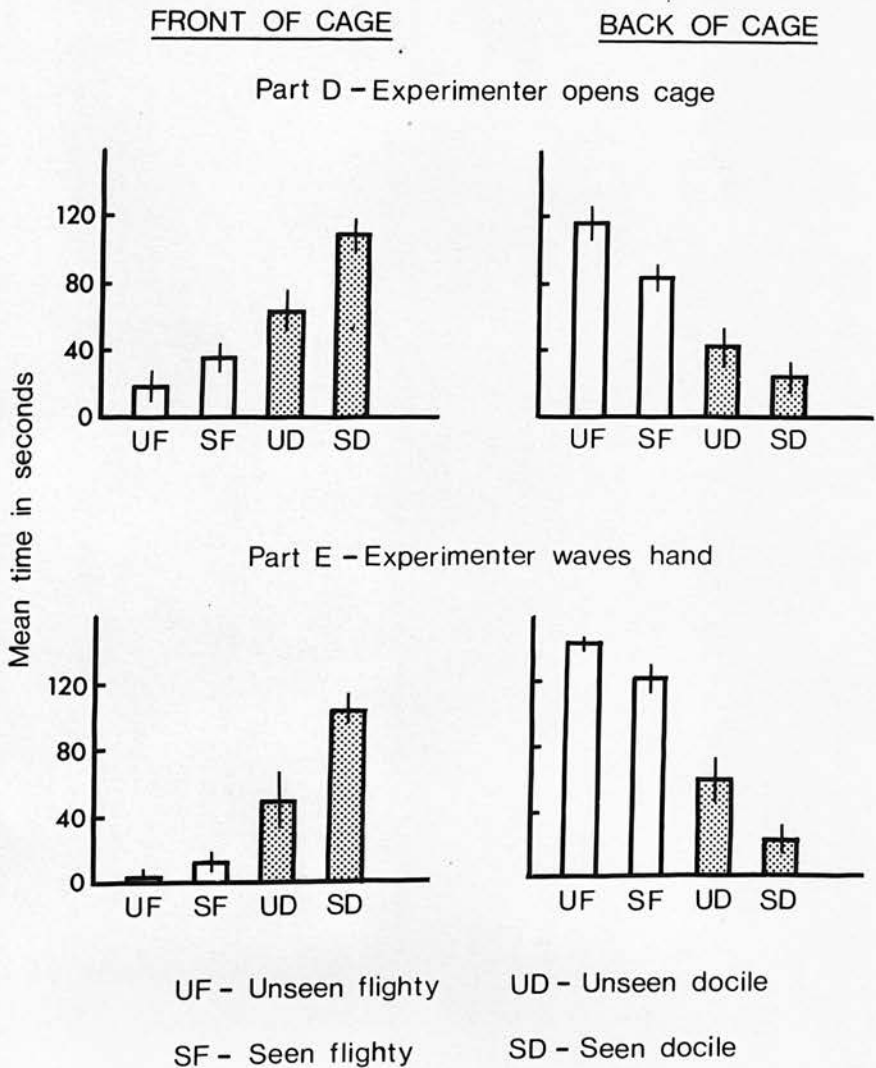 FRONT OF CAGE BACK OF CAGE
Part D – Experimenter opens cage
120
80
40
0
UF SF UD SD
UF SF UD SD
Mean time in seconds
Part E – Experimenter waves hand
120
80
40
0
UF SF UD SD
UF SF UD SD
UF – Unseen flighty UD – Unseen docile
SF – Seen flighty SD – Seen docile